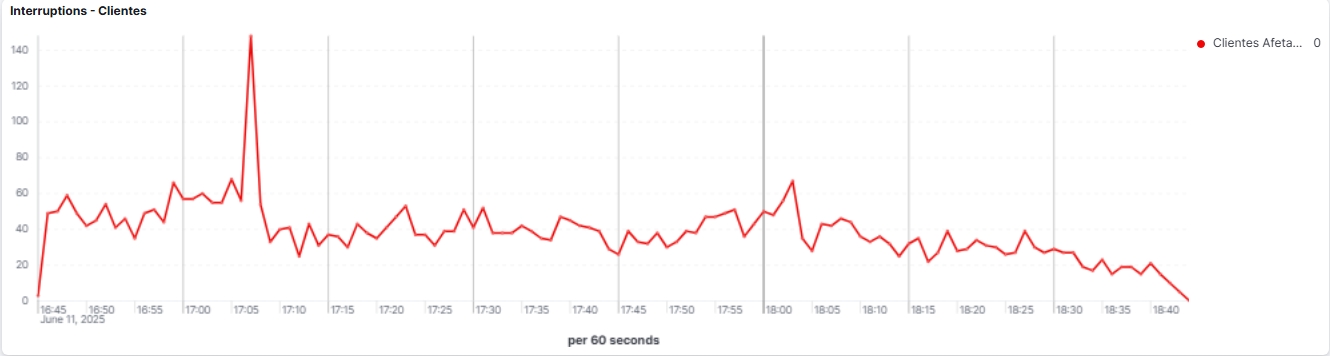 Interruptions - Clientes
Clientes Afeta... 0
140
120
100
80
60
40
20
0
16:45 16:50 16:55 17:00 17:05 17:10 17:15 17:20 17:25 17:30 17:35 17:40 17:45 17:50 17:55 18:00 18:05 18:10 18:15 18:20 18:25 18:30 18:35 18:40
June 11, 2025
per 60 seconds